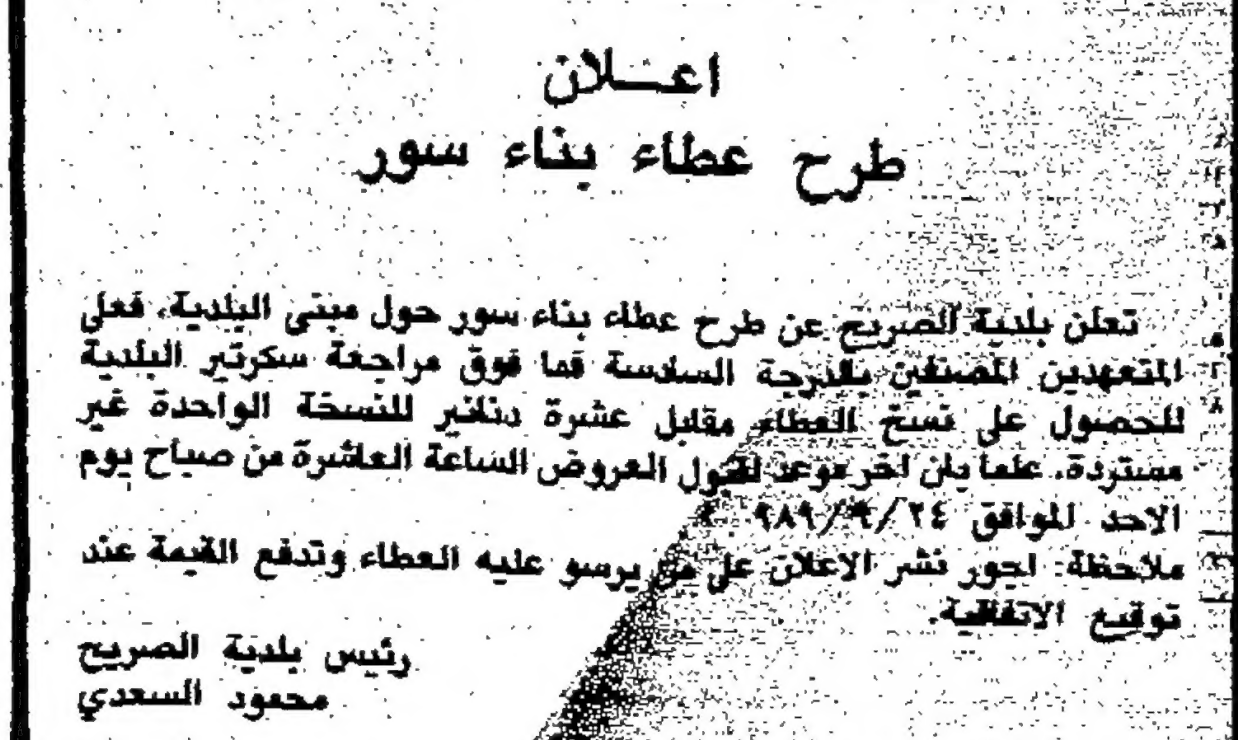 اعــلان
طرح عطاء بناء سور
تعلن بلدية الصريح عن طرح عطاء بناء سور حول مبنى البلدية، فعلى
المتعهدين المصنفين بالدرجة السادسة فما فوق مراجعة سكرتير البلدية
للحصول على نسخ العطاء مقابل عشرة دنانير للنسخة الواحدة غير
مستردة، علما بان اخر موعد لقبول العروض الساعة العاشرة من صباح يوم
الاحد الموافق ٢٤/٩/٩٨٩
ملاحظة: اجور نشر الاعلان على من يرسو عليه العطاء وتدفع القيمة عند
توقيع الاتفاقية.
رئيس بلدية الصريح
محمود السعدي